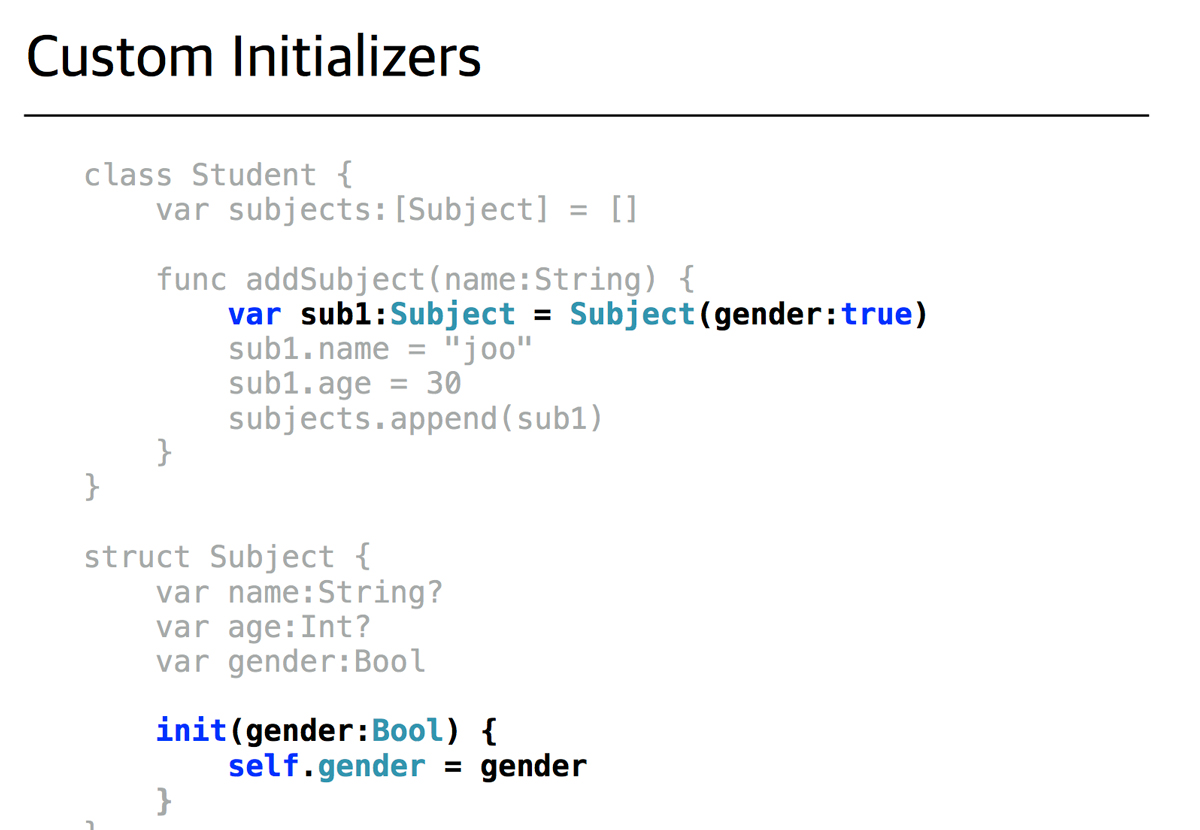 Custom Initializers
class Student {
    var subjects:[Subject] = []
    func addSubject(name:String) {
        var sub1:Subject = Subject(gender:true)
        sub1.name = "joo"
        sub1.age = 30
        subjects.append(sub1)
    }
}
struct Subject {
    var name:String?
    var age:Int?
    var gender:Bool
    init(gender:Bool) {
        self.gender = gender
    }
}